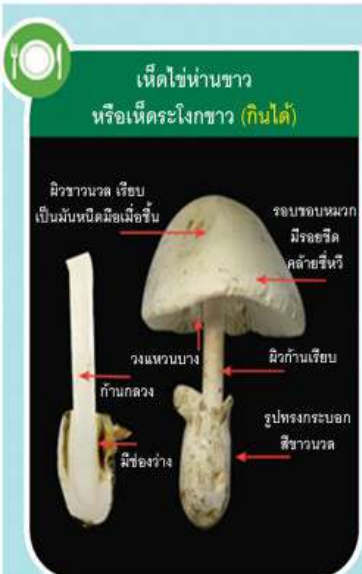 เห็ดไข่ห่านขาว
หรือเห็ดระโงกขาว (กินได้)
ผิวขาวนวล เรียบ
เป็นมันหนืดมือเมื่อชื้น
รอบขอบหมวก
มีรอยขีด
คล้ายซี่หวี
วงแหวนบาง
ผิวก้านเรียบ
ก้านกลวง
รูปทรงกระบอก
สีขาวนวล
มีช่องว่าง